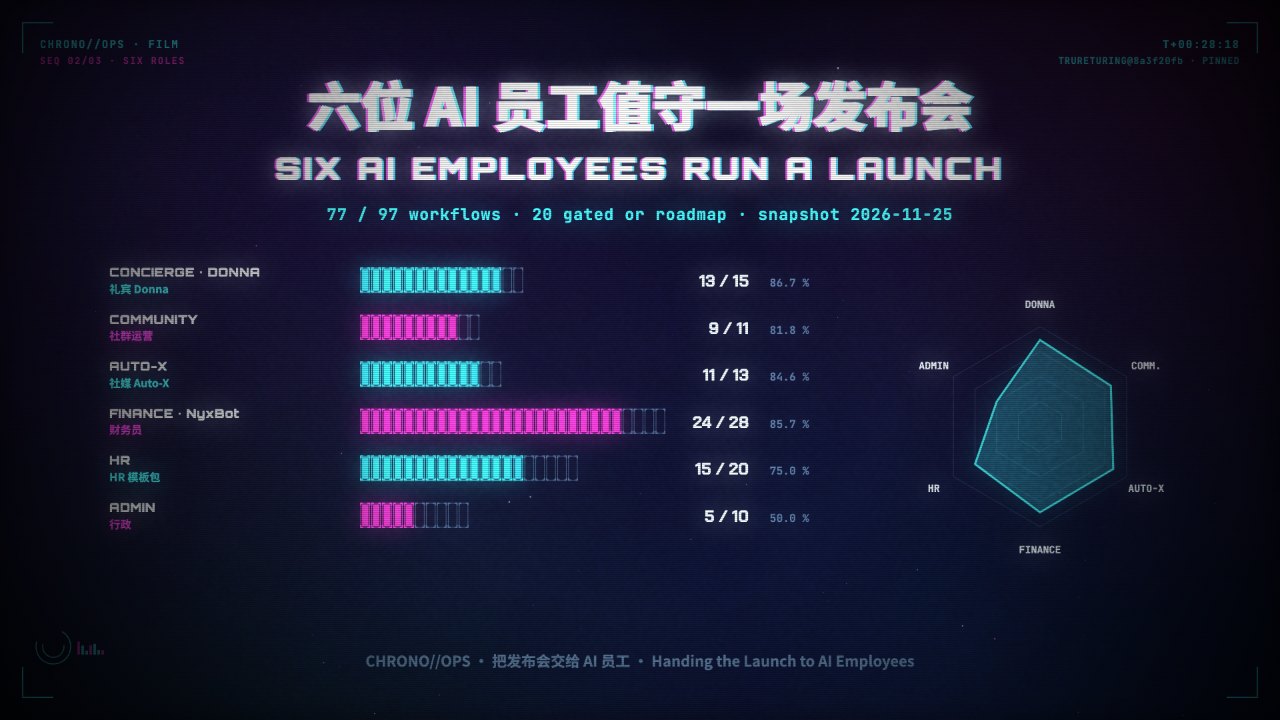 CHRONO//OPS · FILM
SEQ 02/03 · SIX ROLES
T+00:28:18
TRURETURING@8a3f20fb · PINNED
六位 AI 员工值守一场发布会
SIX AI EMPLOYEES RUN A LAUNCH
77 / 97 workflows · 20 gated or roadmap · snapshot 2026-11-25
CONCIERGE · DONNA
礼宾 Donna
13 / 15 86.7 %
COMMUNITY
社群运营
9 / 11 81.8 %
AUTO-X
社媒 Auto-X
11 / 13 84.6 %
FINANCE · NyxBot
财务员
24 / 28 85.7 %
HR
HR 模板包
15 / 20 75.0 %
ADMIN
行政
5 / 10 50.0 %
DONNA
COMM.
AUTO-X
FINANCE
HR
ADMIN
CHRONO//OPS • 把发布会交给 AI 员工 • Handing the Launch to AI Employees